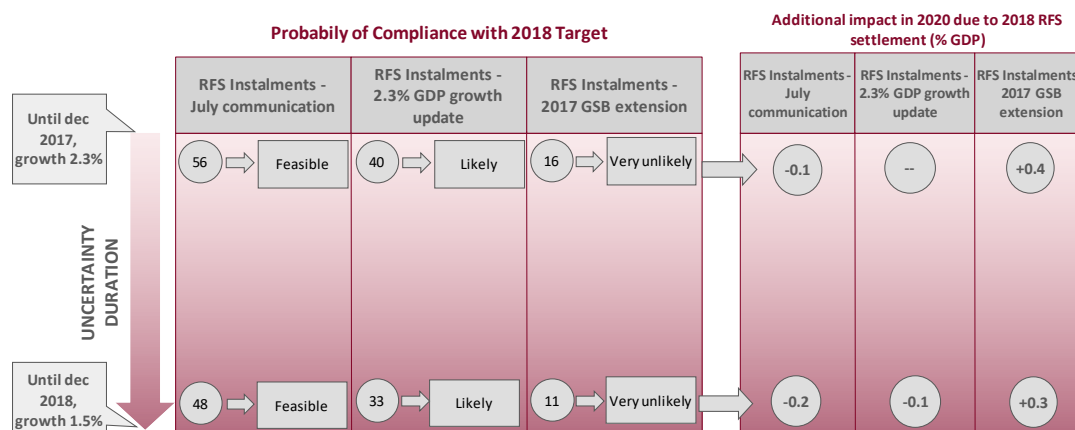 Probabily of Compliance with 2018 Target
Additional impact in 2020 due to 2018 RFS
settlement (% GDP)
RFS Instalments -
July communication
RFS Instalments -
2.3% GDP growth
update
RFS Instalments -
2017 GSB extension
RFS Instalments -
July
communication
RFS Instalments -
2.3% GDP growth
update
RFS Instalments
2017 GSB
extension
Until dec
2017,
growth 2.3%
56
Feasible
40
Likely
16
Very unlikely
-0.1
--
+0.4
UNCERTAINTY
DURATION
Until dec
2018,
growth 1.5%
48
Feasible
33
Likely
11
Very unlikely
-0.2
-0.1
+0.3